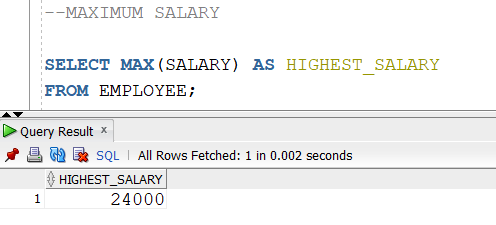 --MAXIMUM SALARY
SELECT MAX(SALARY) AS HIGHEST_SALARY
FROM EMPLOYEE;
Query Result x
SQL | All Rows Fetched: 1 in 0.002 seconds
HIGHEST_SALARY
1 24000